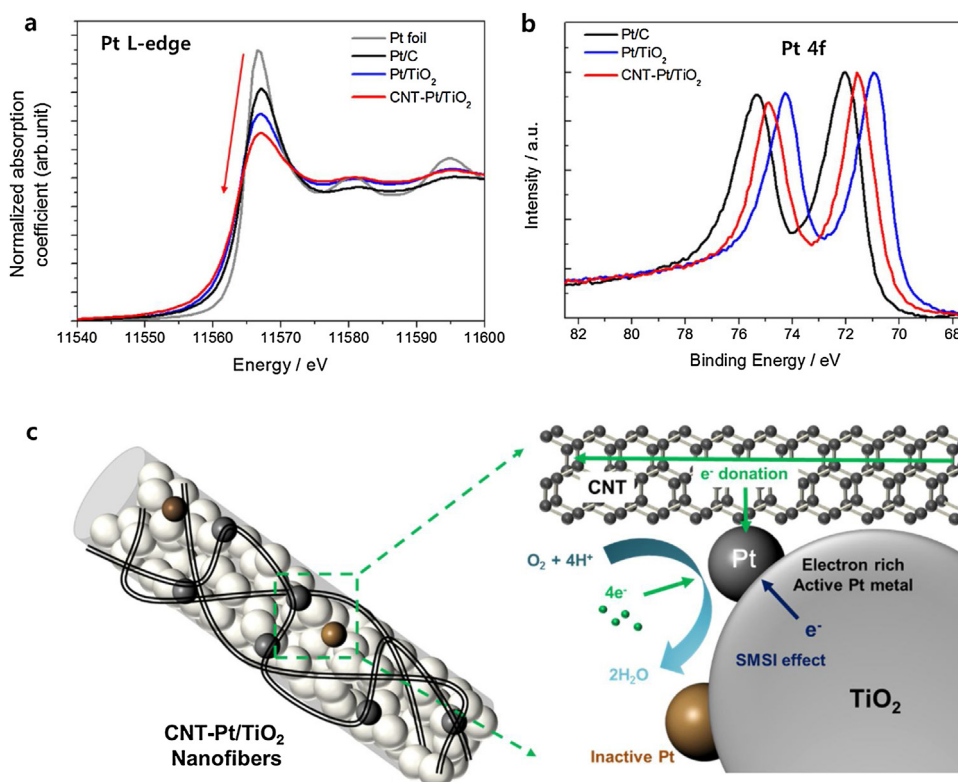 a
Pt L-edge
Pt foil
Pt/C
Pt/TiO₂
CNT-Pt/TiO₂
Normalized absorption
coefficient (arb.unit)
11540 11550 11560 11570 11580 11590 11600
Energy / eV
b
Pt/C
Pt/TiO₂
CNT-Pt/TiO₂
Pt 4f
Intensity / a.u.
82 80 78 76 74 72 70 68
Binding Energy / eV
c
CNT-Pt/TiO₂
Nanofibers
e⁻ donation
CNT
Pt
O₂ + 4H⁺
4e⁻
2H₂O
Electron rich
Active Pt metal
e⁻
SMSI effect
TiO₂
Inactive Pt